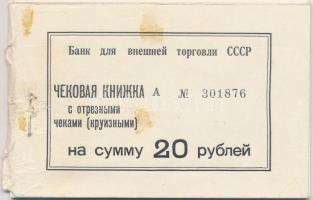 Банк для внешней торговли СССР
ЧЕКОВАЯ КНИЖКА А № 301876
с отрезными
чеками (круизными)
на сумму 20 рублей